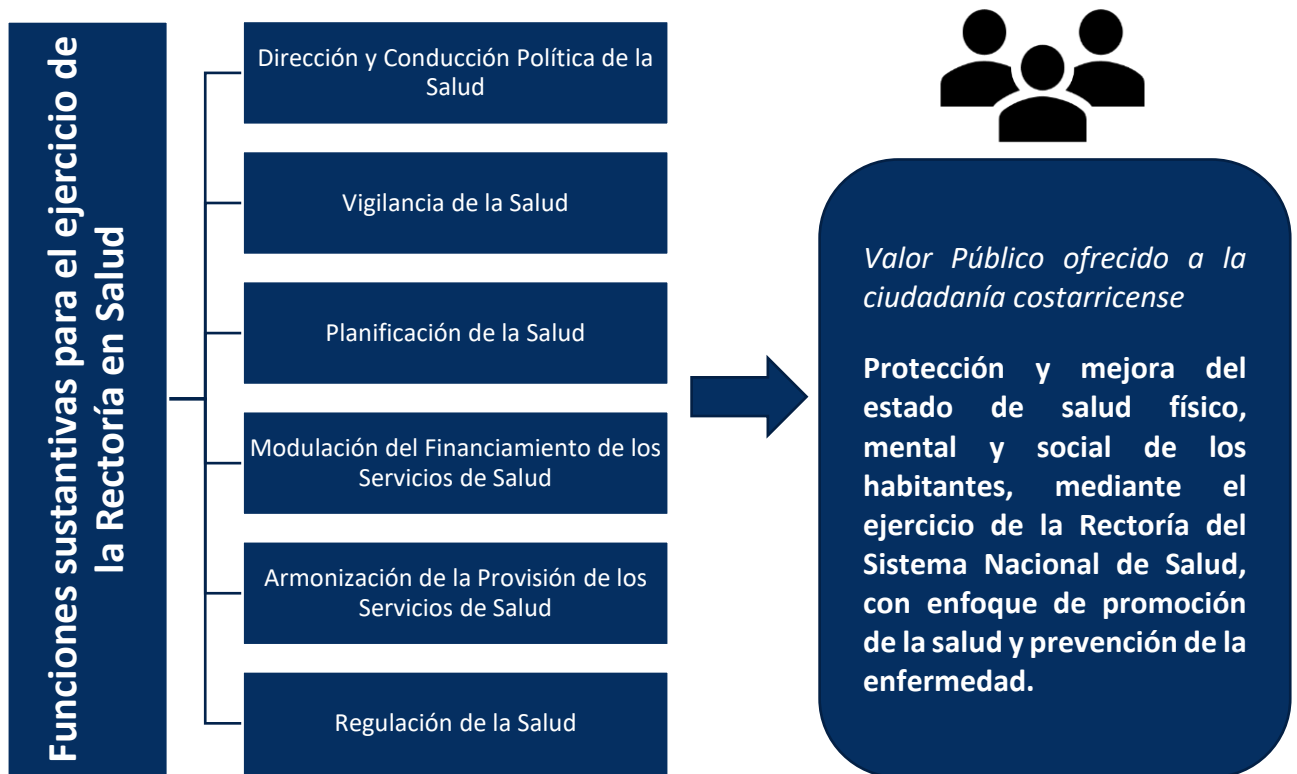 Funciones sustantivas para el ejercicio de
la Rectoría en Salud
Dirección y Conducción Política de la
Salud
Vigilancia de la Salud
Planificación de la Salud
Modulación del Financiamiento de los
Servicios de Salud
Armonización de la Provisión de los
Servicios de Salud
Regulación de la Salud
Valor Público ofrecido a la
ciudadanía costarricense
Protección y mejora del
estado de salud físico,
mental y social de los
habitantes, mediante el
ejercicio de la Rectoría del
Sistema Nacional de Salud,
con enfoque de promoción
de la salud y prevención de la
enfermedad.